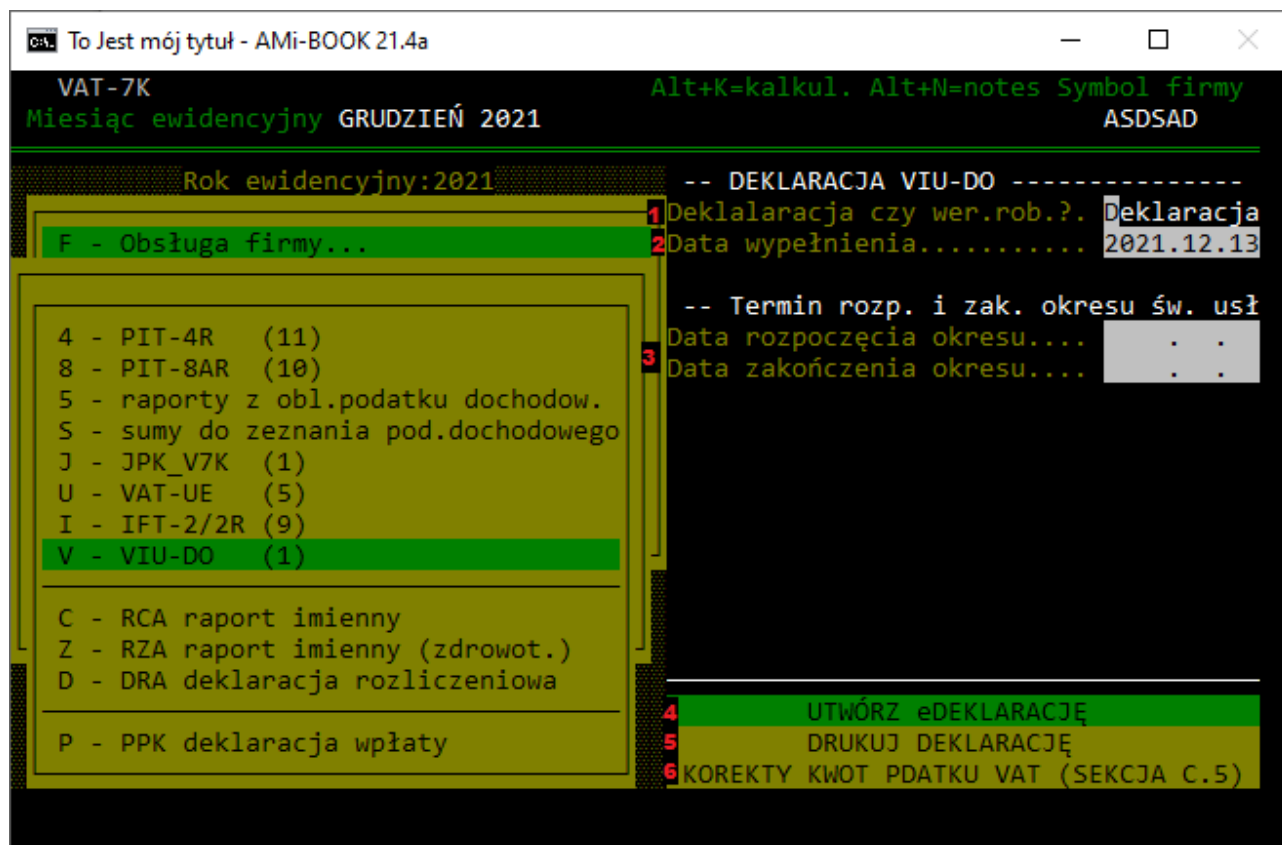 To Jest mój tytuł - AMi-BOOK 21.4a
VAT-7K Alt+K=kalkul. Alt+N=notes Symbol firmy
Miesiąc ewidencyjny GRUDZIEŃ 2021 ASDSAD
Rok ewidencyjny:2021
F - Obsługa firmy...
4 - PIT-4R (11)
8 - PIT-8AR (10)
5 - raporty z obl.podatku dochodow.
S - sumy do zeznania pod.dochodowego
J - JPK_V7K (1)
U - VAT-UE (5)
I - IFT-2/2R (9)
V - VIU-DO (1)
C - RCA raport imienny
Z - RZA raport imienny (zdrowot.)
D - DRA deklaracja rozliczeniowa
P - PPK deklaracja wpłaty
-- DEKLARACJA VIU-DO ---------------
1 Deklalaracja czy wer.rob.?. Deklaracja
2 Data wypełnienia........... 2021.12.13
-- Termin rozp. i zak. okresu św. usł
3
Data rozpoczęcia okresu.... . .
Data zakończenia okresu.... . .
4 UTWÓRZ eDEKLARACJĘ
5 DRUKUJ DEKLARACJĘ
6 KOREKTY KWOT PDATKU VAT (SEKCJA C.5)